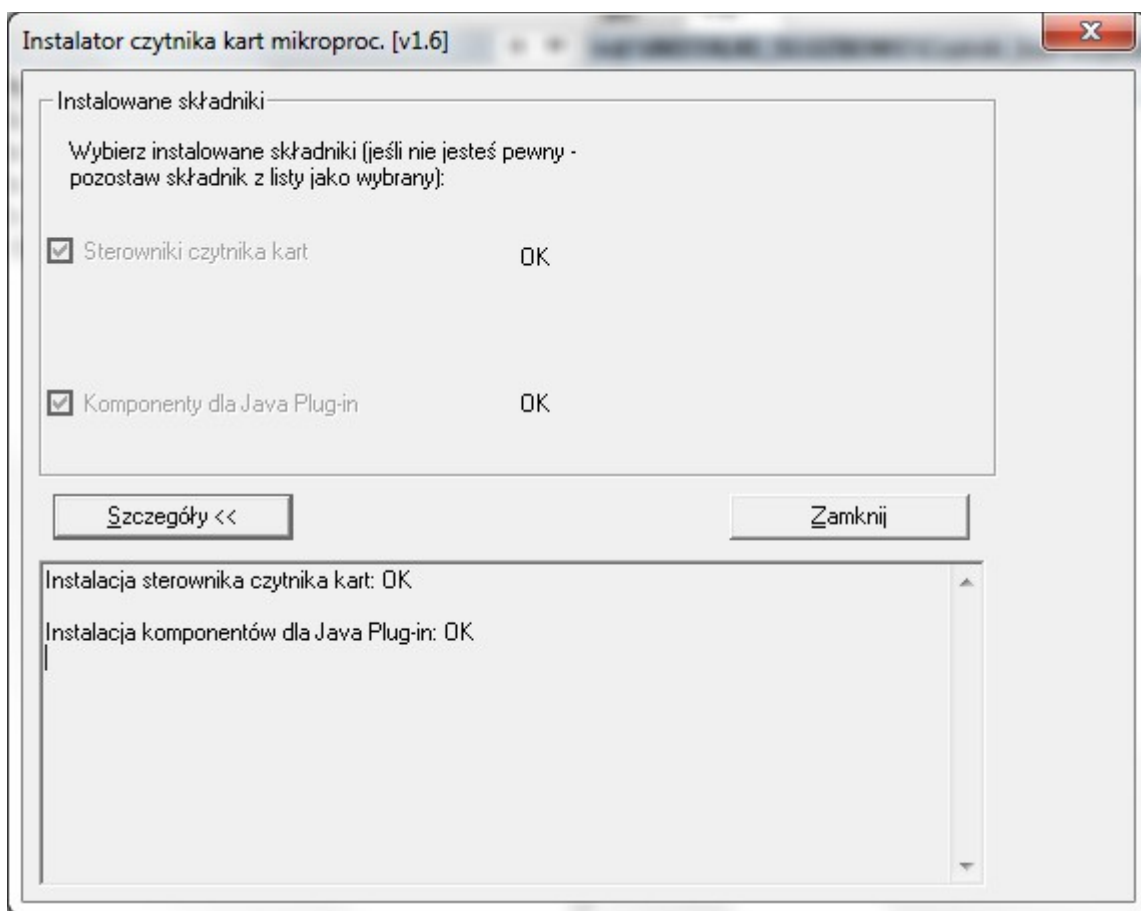 Instalator czytnika kart mikroproc. [v1.6]
Instalowane składniki
Wybierz instalowane składniki (jeśli nie jesteś pewny -
pozostaw składnik z listy jako wybrany):
Sterowniki czytnika kart OK
Komponenty dla Java Plug-in OK
Szczegóły << Zamknij
Instalacja sterownika czytnika kart: OK
Instalacja komponentów dla Java Plug-in: OK